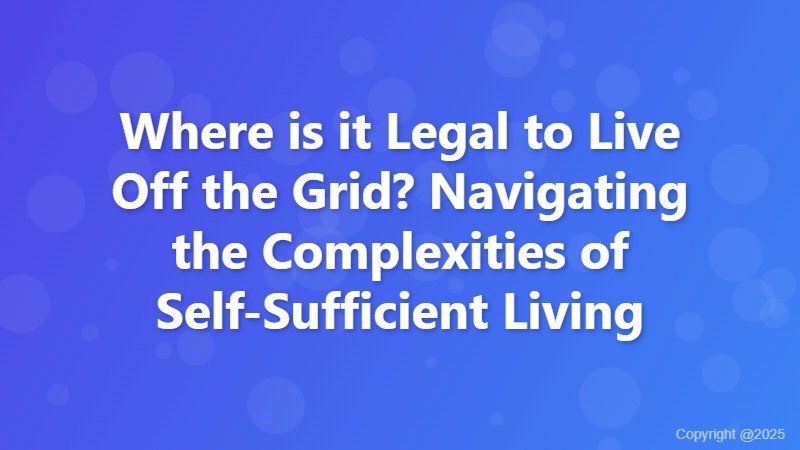 Where is it Legal to Live
Off the Grid? Navigating
the Complexities of
Self-Sufficient Living
Copyright @2025